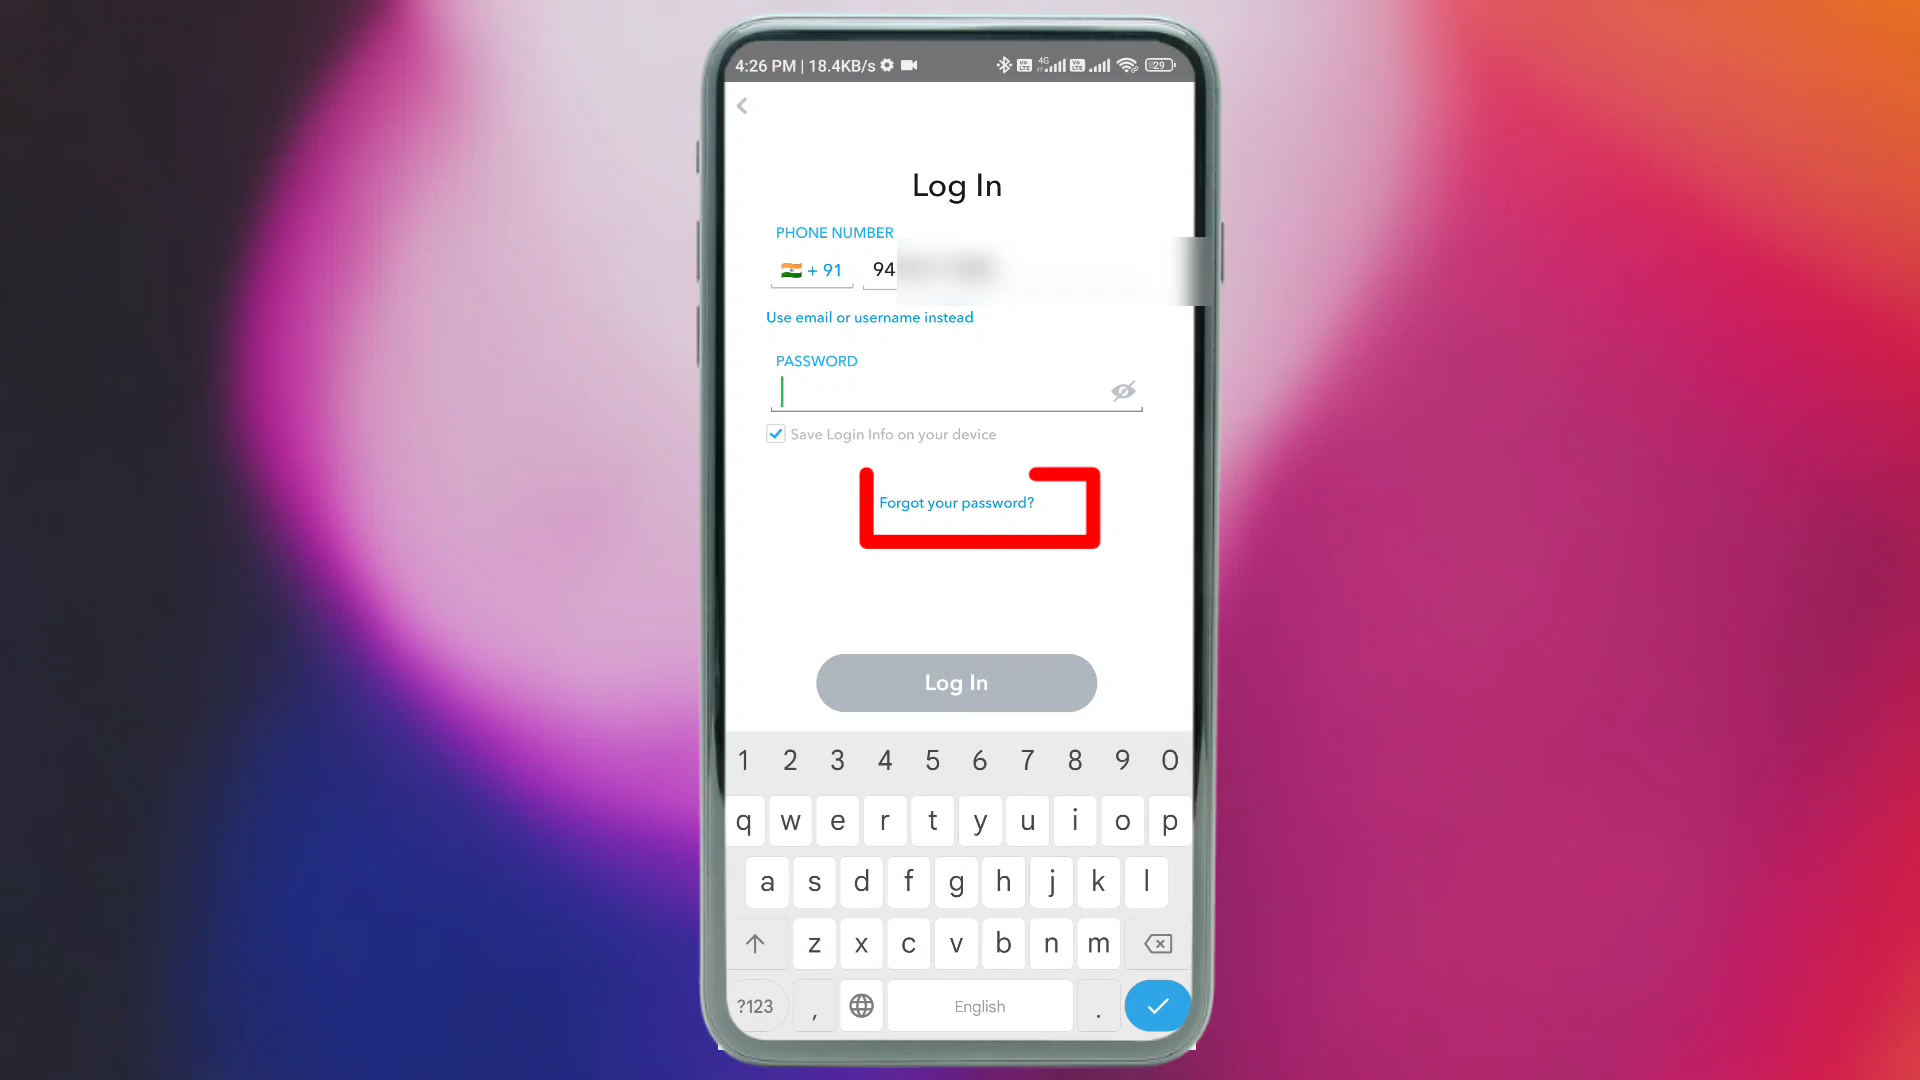 4:26 PM | 18.4KB/s
4G
29
Log In
PHONE NUMBER
+ 91 94
Use email or username instead
PASSWORD
Save Login Info on your device
Forgot your password?
Log In
1 2 3 4 5 6 7 8 9 0
q w e r t y u i o p
a s d f g h j k l
z x c v b n m
?123 , English .